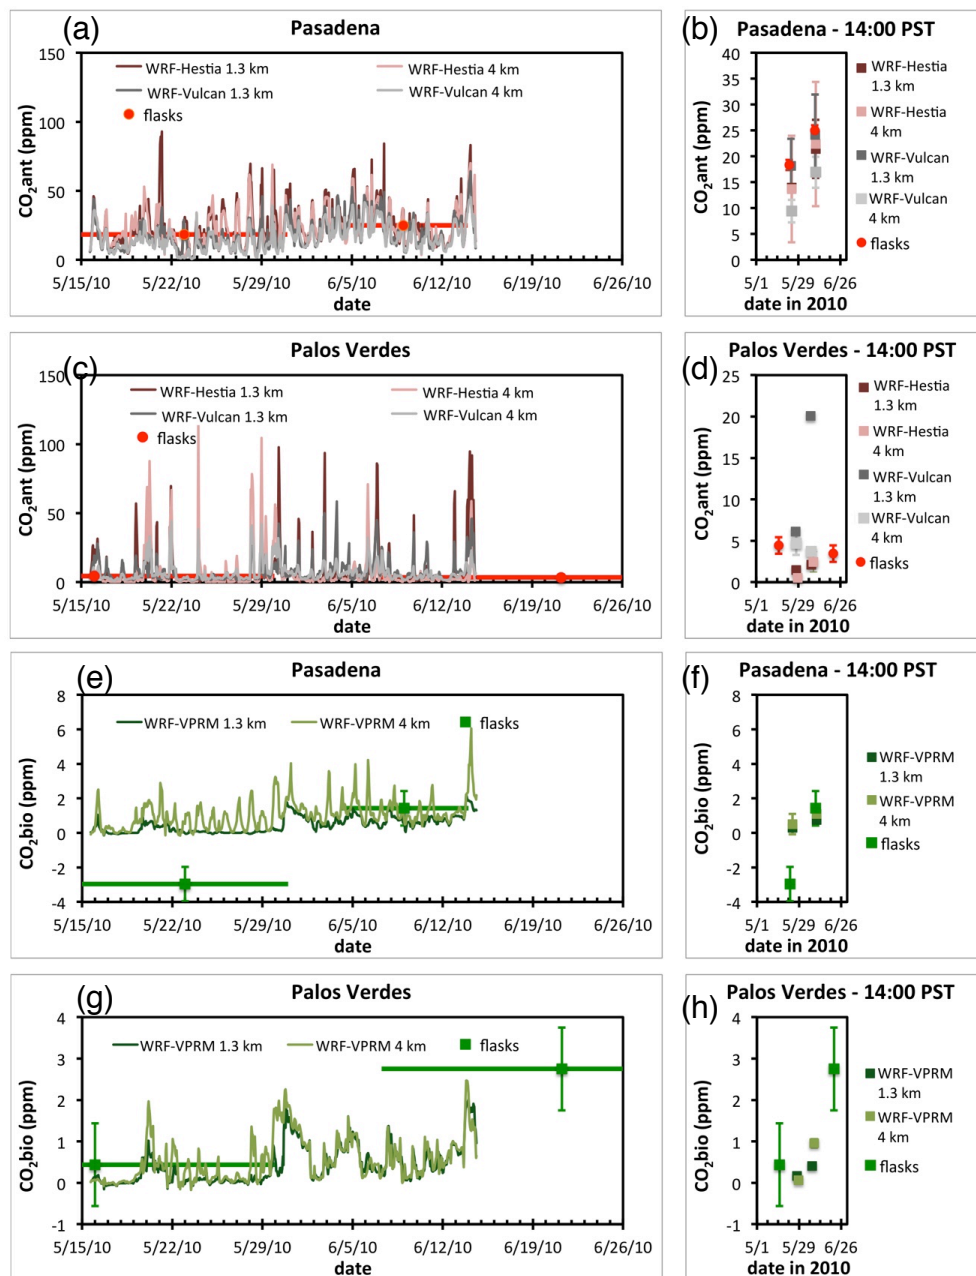 (a)
Pasadena
150
100
50
0
CO2ant (ppm)
WRF-Hestia 1.3 km
WRF-Hestia 4 km
WRF-Vulcan 1.3 km
WRF-Vulcan 4 km
flasks
5/15/10 5/22/10 5/29/10 6/5/10 6/12/10 6/19/10 6/26/10
date
(b)
Pasadena - 14:00 PST
40
35
30
25
20
15
10
5
0
CO2ant (ppm)
WRF-Hestia
1.3 km
WRF-Hestia
4 km
WRF-Vulcan
1.3 km
WRF-Vulcan
4 km
flasks
5/1 5/29 6/26
date in 2010
(c)
Palos Verdes
150
100
50
0
CO2ant (ppm)
WRF-Hestia 1.3 km
WRF-Hestia 4 km
WRF-Vulcan 1.3 km
WRF-Vulcan 4 km
flasks
5/15/10 5/22/10 5/29/10 6/5/10 6/12/10 6/19/10 6/26/10
date
(d)
Palos Verdes - 14:00 PST
25
20
15
10
5
0
CO2ant (ppm)
WRF-Hestia
1.3 km
WRF-Hestia
4 km
WRF-Vulcan
1.3 km
WRF-Vulcan
4 km
flasks
5/1 5/29 6/26
date in 2010
(e)
Pasadena
8
6
4
2
0
-2
-4
CO2bio (ppm)
WRF-VPRM 1.3 km
WRF-VPRM 4 km
flasks
5/15/10 5/22/10 5/29/10 6/5/10 6/12/10 6/19/10 6/26/10
date
(f)
Pasadena - 14:00 PST
8
6
4
2
0
-2
-4
CO2bio (ppm)
WRF-VPRM
1.3 km
WRF-VPRM
4 km
flasks
5/1 5/29 6/26
date in 2010
(g)
Palos Verdes
4
3
2
1
0
-1
CO2bio (ppm)
WRF-VPRM 1.3 km
WRF-VPRM 4 km
flasks
5/15/10 5/22/10 5/29/10 6/5/10 6/12/10 6/19/10 6/26/10
date
(h)
Palos Verdes - 14:00 PST
4
3
2
1
0
-1
CO2bio (ppm)
WRF-VPRM
1.3 km
WRF-VPRM
4 km
flasks
5/1 5/29 6/26
date in 2010